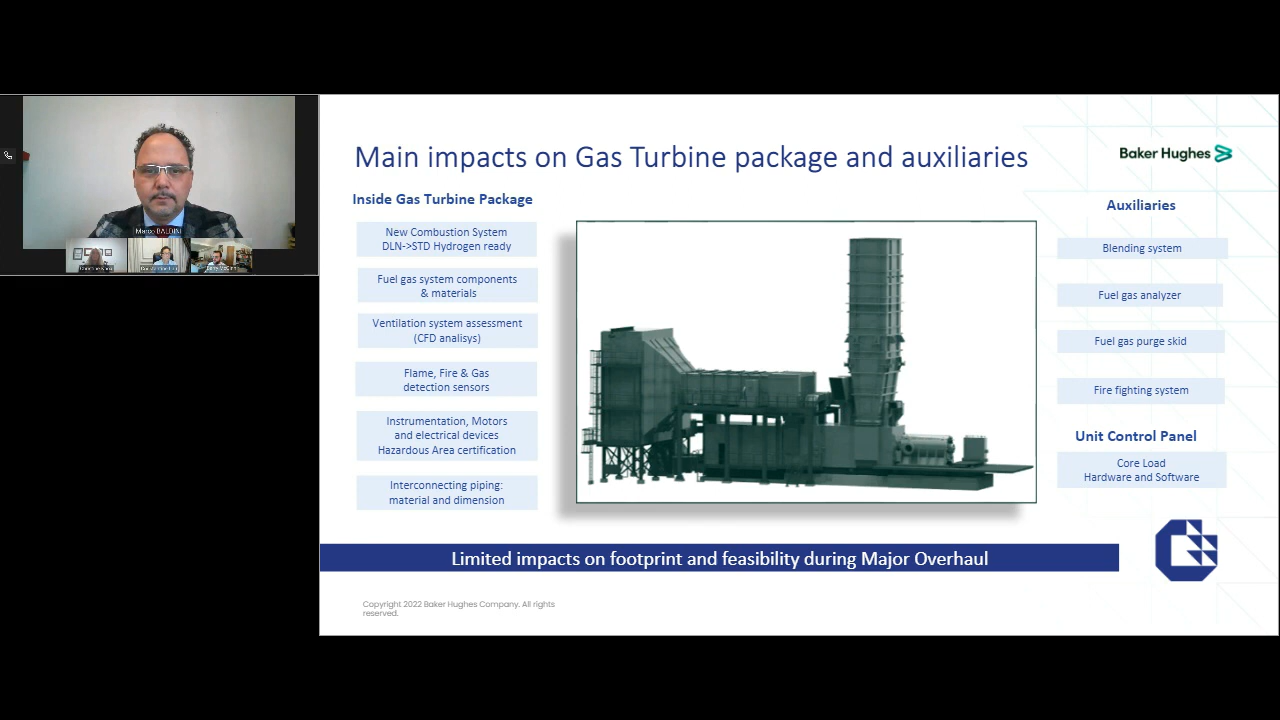 Main impacts on Gas Turbine package and auxiliaries
Baker Hughes
Inside Gas Turbine Package
New Combustion System
DLN->STD Hydrogen ready
Fuel gas system components
& materials
Ventilation system assessment
(CFD analisys)
Flame, Fire & Gas
detection sensors
Instrumentation, Motors
and electrical devices
Hazardous Area certification
Interconnecting piping:
material and dimension
Auxiliaries
Blending system
Fuel gas analyzer
Fuel gas purge skid
Fire fighting system
Unit Control Panel
Core Load
Hardware and Software
Limited impacts on footprint and feasibility during Major Overhaul
Copyright 2022 Baker Hughes Company. All rights
reserved.
Marco BALDINI